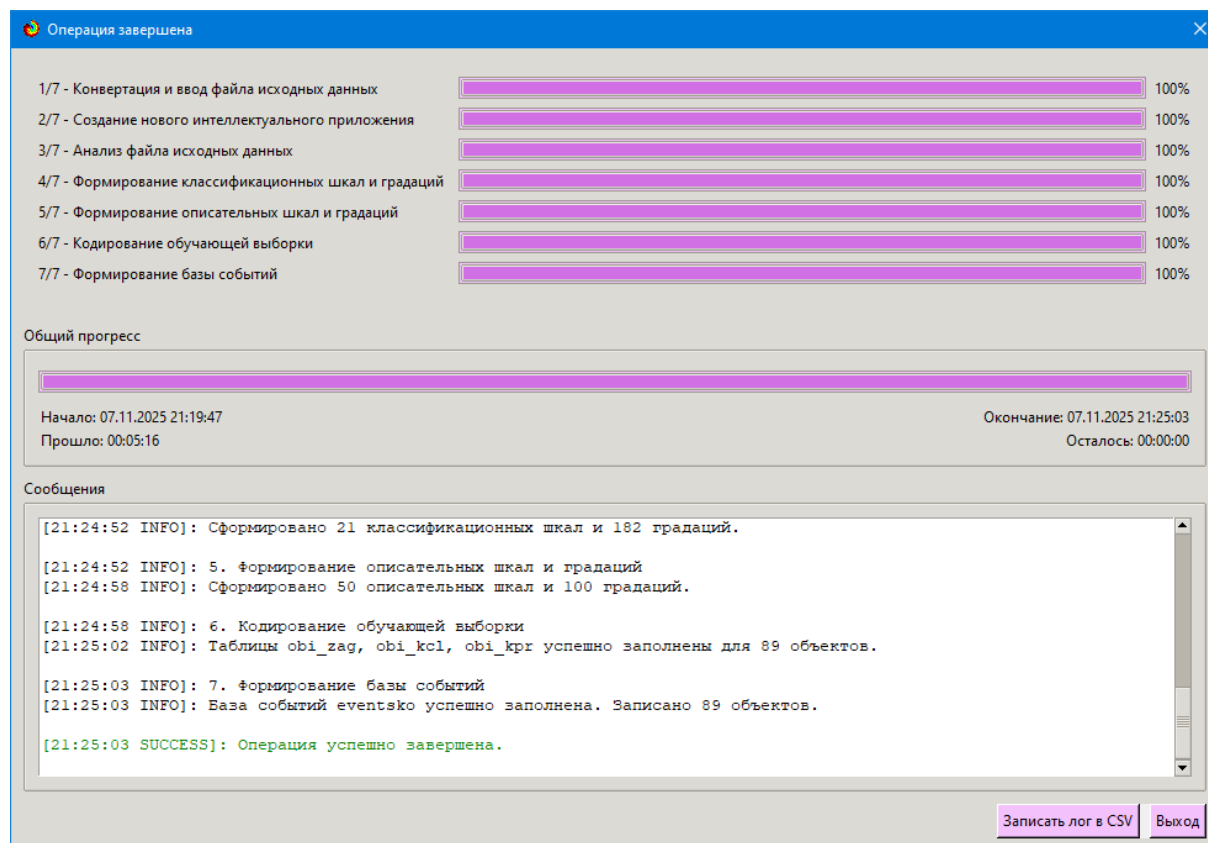 Операция завершена
1/7 - Конвертация и ввод файла исходных данных 100%
2/7 - Создание нового интеллектуального приложения 100%
3/7 - Анализ файла исходных данных 100%
4/7 - Формирование классификационных шкал и градаций 100%
5/7 - Формирование описательных шкал и градаций 100%
6/7 - Кодирование обучающей выборки 100%
7/7 - Формирование базы событий 100%
Общий прогресс
Начало: 07.11.2025 21:19:47 Окончание: 07.11.2025 21:25:03
Прошло: 00:05:16 Осталось: 00:00:00
Сообщения
[21:24:52 INFO]: Сформировано 21 классификационных шкал и 182 градаций.
[21:24:52 INFO]: 5. Формирование описательных шкал и градаций
[21:24:58 INFO]: Сформировано 50 описательных шкал и 100 градаций.
[21:24:58 INFO]: 6. Кодирование обучающей выборки
[21:25:02 INFO]: Таблицы obi_zag, obi_kcl, obi_kpr успешно заполнены для 89 объектов.
[21:25:03 INFO]: 7. Формирование базы событий
[21:25:03 INFO]: База событий eventsko успешно заполнена. Записано 89 объектов.
[21:25:03 SUCCESS]: Операция успешно завершена.
Записать лог в CSV Выход